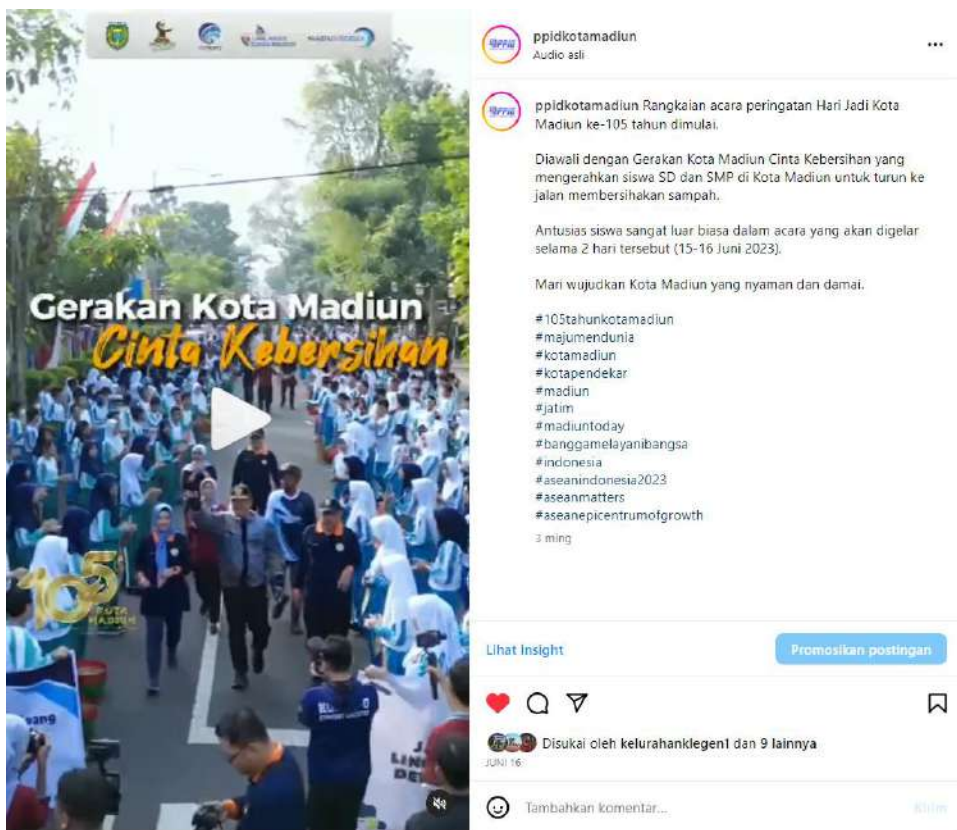 ppidkotamadiun
Audio asli
ppidkotamadiun Rangkaian acara peringatan Hari Jadi Kota
Madiun ke-105 tahun dimulai.
Diawali dengan Gerakan Kota Madiun Cinta Kebersihan yang
mengerahkan siswa SD dan SMP di Kota Madiun untuk turun ke
jalan membersihakan sampah.
Antusias siswa sangat luar biasa dalam acara yang akan digelar
selama 2 hari tersebut (15-16 Juni 2023).
Mari wujudkan Kota Madiun yang nyaman dan damai.
#105tahunkotamadiun
#majumendunia
#kotamadiun
#kotapendekar
#madiun
#jatim
#madiuntoday
#banggamelayanibangsa
#indonesia
#aseanindonesia2023
#aseanmatters
#aseanepicentrumofgrowth
3 ming
Lihat Insight
Promosikan postingan
Disukai oleh kelurahanklegen1 dan 9 lainnya
JUNI 16
Tambahkan komentar...
Kirim
Gerakan Kota Madiun
Cinta Kebersihan
105
KOTA
MADIUN